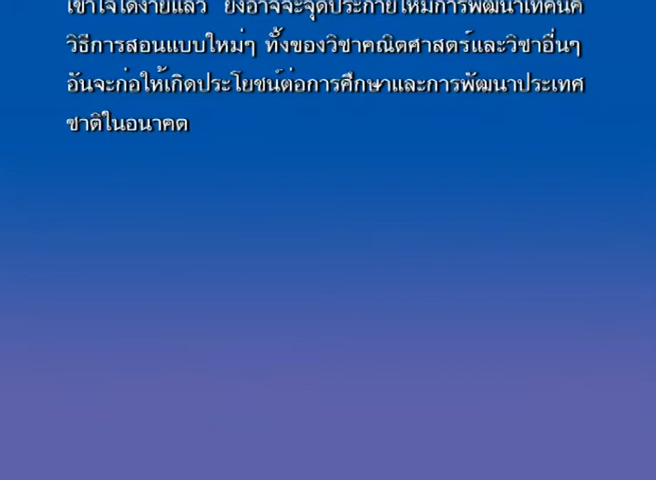 เข้าใจได้ง่ายแล้ว ยังอาจจะจุดประกายให้มีการพัฒนาเทคนิค
วิธีการสอนแบบใหม่ๆ ทั้งของวิชาคณิตศาสตร์และวิชาอื่นๆ
อันจะก่อให้เกิดประโยชน์ต่อการศึกษาและการพัฒนาประเทศ
ชาติในอนาคต